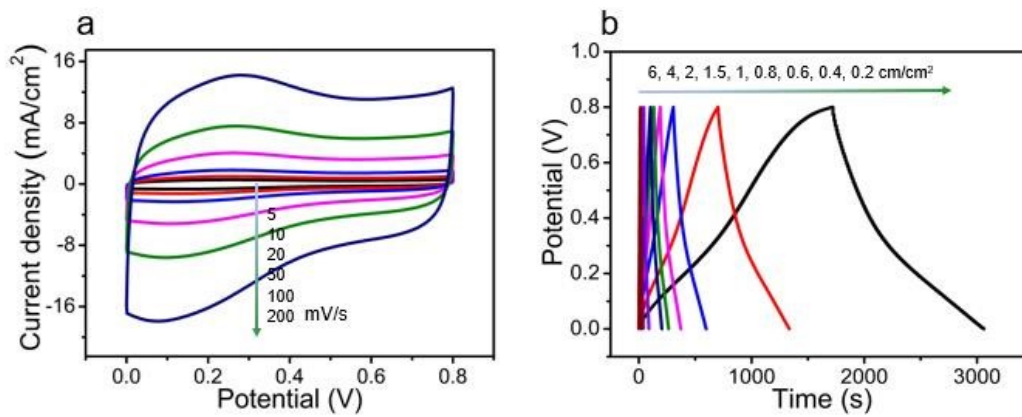 a
Current density (mA/cm²)
16
8
0
-8
-16
5
10
20
50
100
200 mV/s
0.0 0.2 0.4 0.6 0.8
Potential (V)
b
6, 4, 2, 1.5, 1, 0.8, 0.6, 0.4, 0.2 cm/cm²
Potential (V)
1.0
0.8
0.6
0.4
0.2
0.0
0 1000 2000 3000
Time (s)